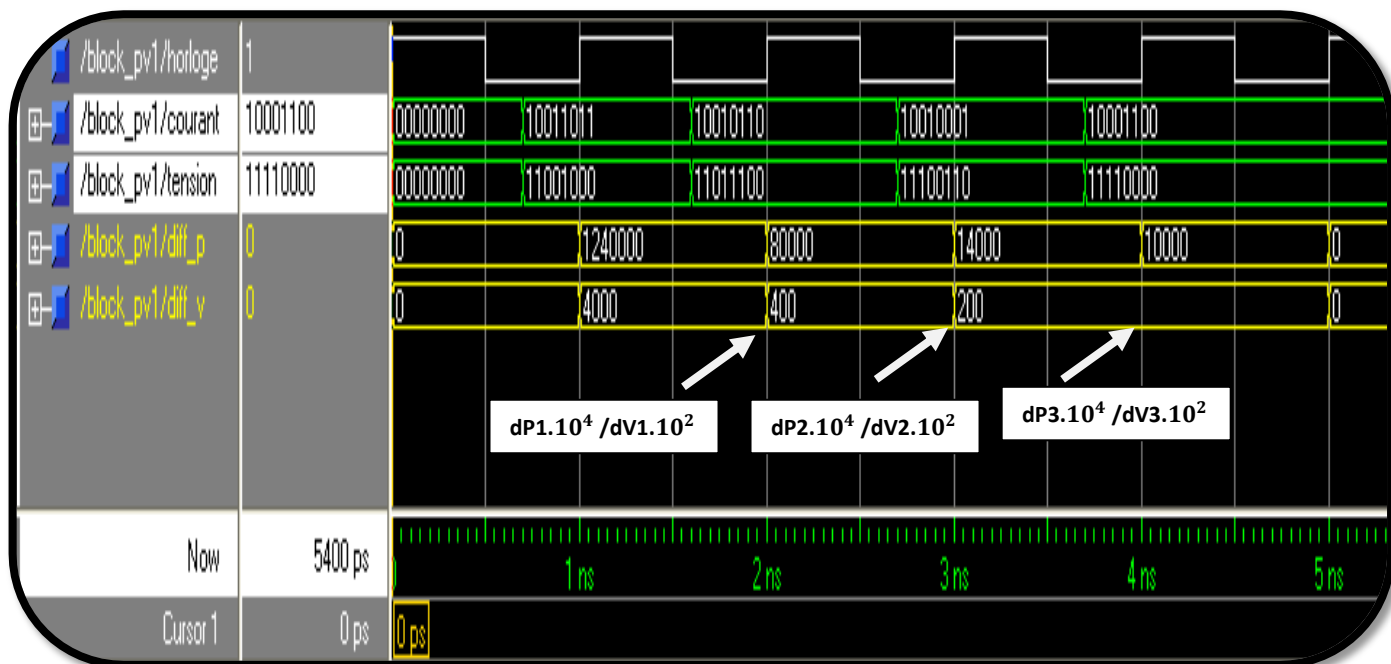 /block_pv1/horloge 1
/block_pv1/courant 10001100 00000000 10011011 10010110 10010001 10001100
/block_pv1/tension 11110000 00000000 11001000 11011100 11100110 11110000
/block_pv1/diff_p 0 0 1240000 80000 14000 10000 0
/block_pv1/diff_v 0 0 4000 400 200 0
dP1.10⁴ /dV1.10² dP2.10⁴ /dV2.10² dP3.10⁴ /dV3.10²
Now 5400 ps 1 ns 2 ns 3 ns 4 ns 5 ns
Cursor 1 0 ps 0 ps